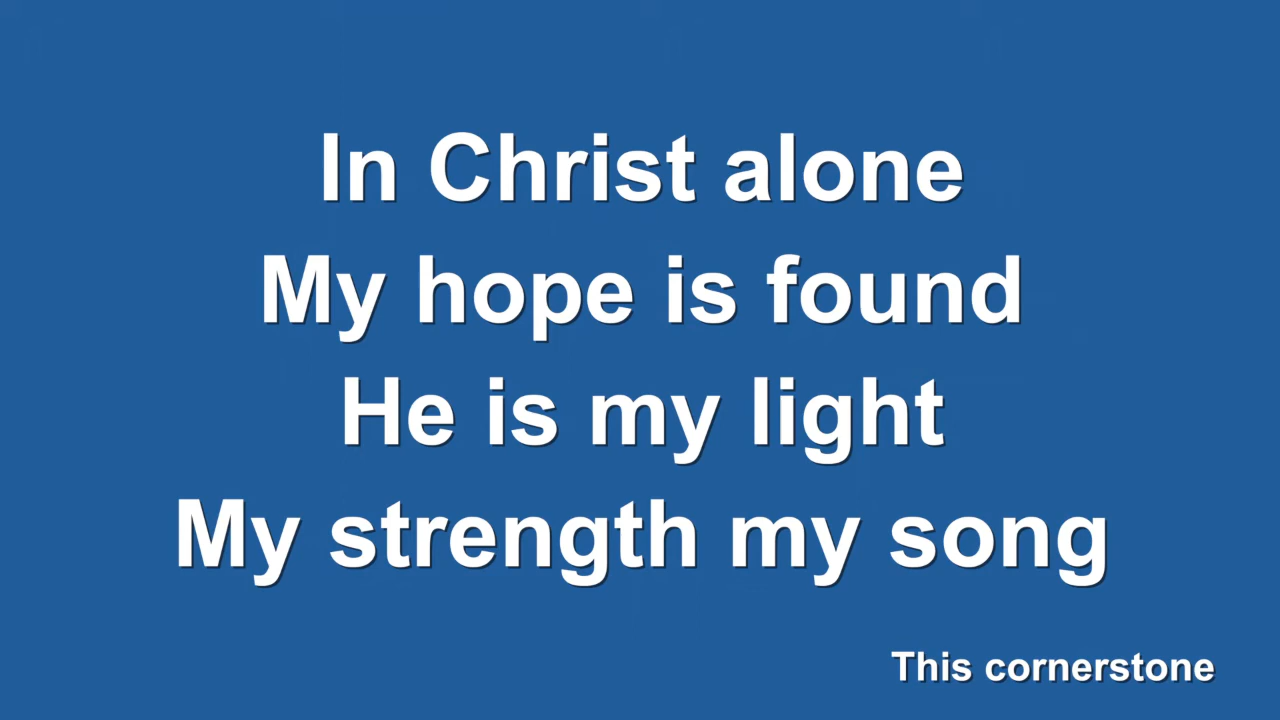 In Christ alone
My hope is found
He is my light
My strength my song
This cornerstone